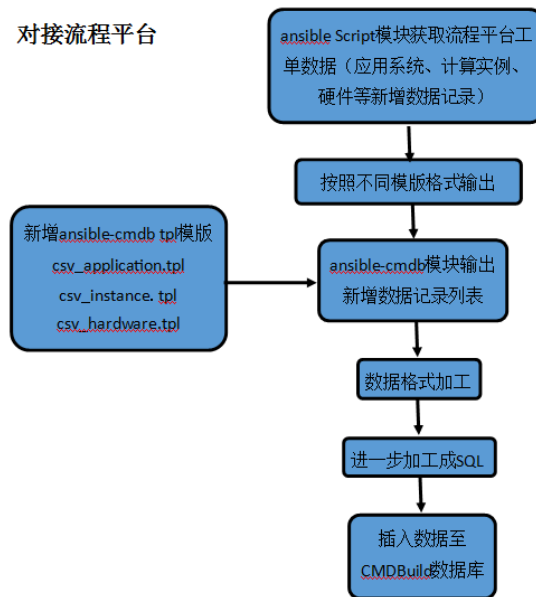 对接流程平台
ansible Script模块获取流程平台工
单数据（应用系统、计算实例、
硬件等新增数据记录）
按照不同模版格式输出
新增ansible-cmdb tpl模版
csv_application.tpl
csv_instance. tpl
csv_hardware.tpl
ansible-cmdb模块输出
新增数据记录列表
数据格式加工
进一步加工成SQL
插入数据至
CMDBuild数据库